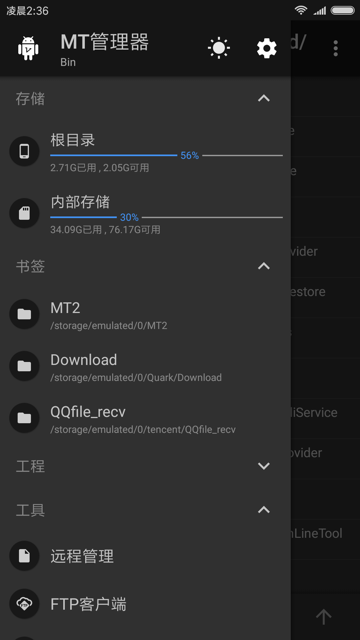 凌晨2:36
MT管理器
Bin
d/
存储
根目录
56%
2.71G已用 , 2.05G可用
内部存储
30%
34.09G已用 , 76.17G可用
书签
vider
MT2
/storage/emulated/0/MT2
estore
Download
/storage/emulated/0/Quark/Download
QQfile_recv
/storage/emulated/0/tencent/QQfile_recv
iService
ovider
工程
工具
nLineTool
远程管理
FTP客户端